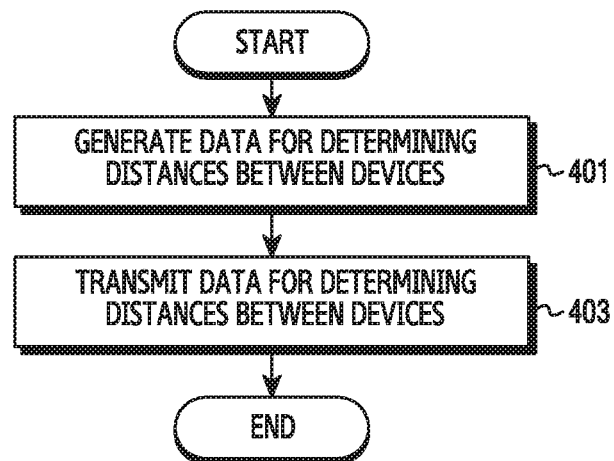 START
GENERATE DATA FOR DETERMINING
DISTANCES BETWEEN DEVICES
401
TRANSMIT DATA FOR DETERMINING
DISTANCES BETWEEN DEVICES
403
END